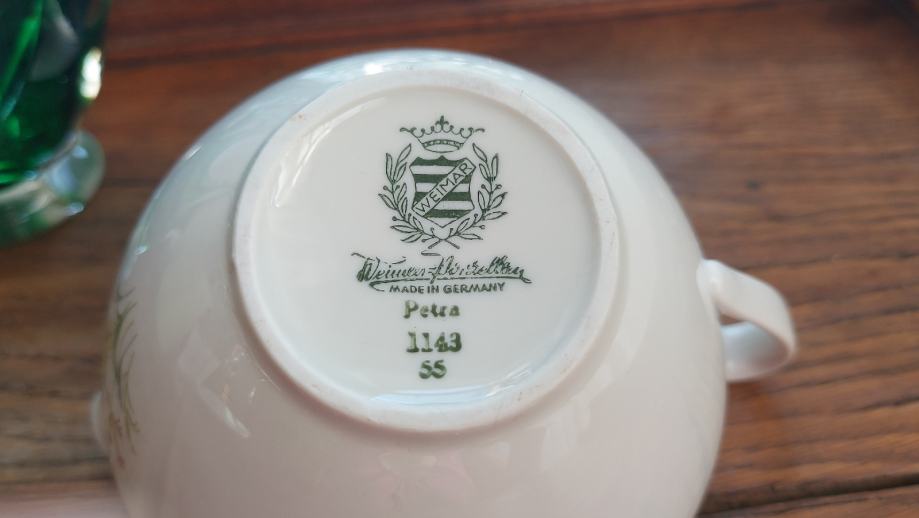 WEIMAR
Weimar-Porzellan
MADE IN GERMANY
Petra
1143
55